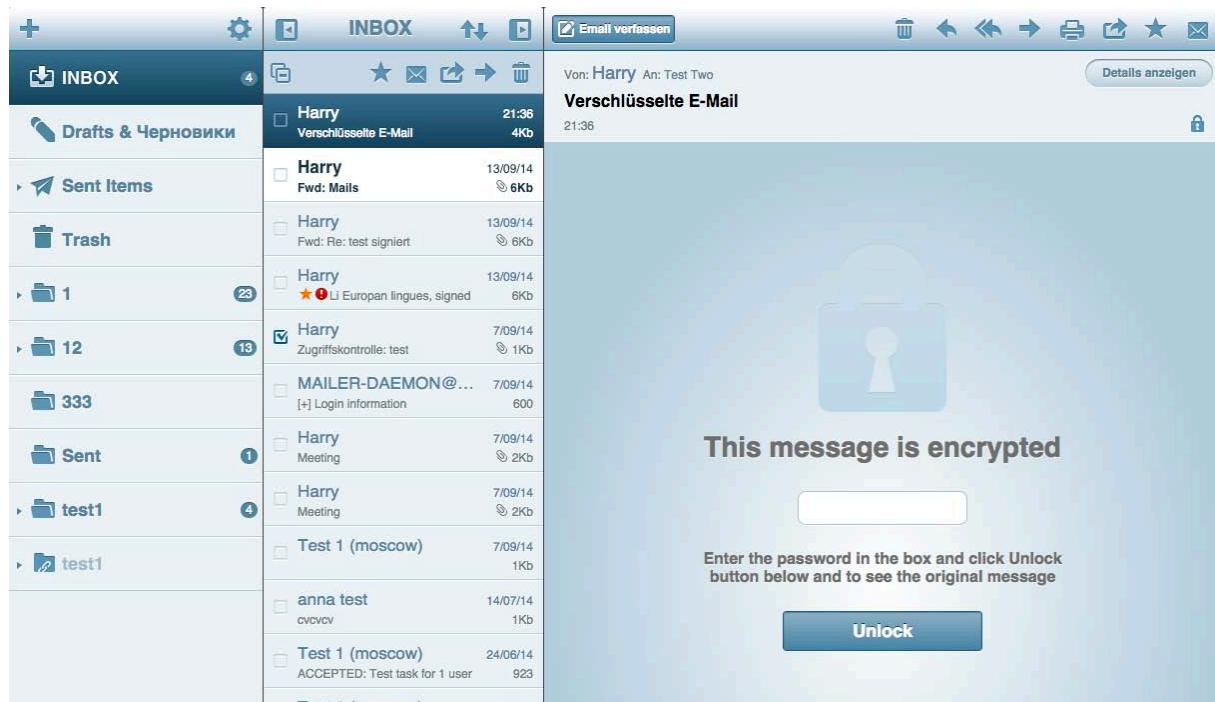 INBOX
4
Drafts & Черновики
Sent Items
Trash
1
23
12
13
333
Sent
1
test1
4
test1
INBOX
Harry
21:36
Verschlüsselte E-Mail
4Kb
Harry
13/09/14
Fwd: Mails
6Kb
Harry
13/09/14
Fwd: Re: test signiert
6Kb
Harry
13/09/14
Li Europan lingues, signed
6Kb
Harry
7/09/14
Zugriffskontrolle: test
1Kb
MAILER-DAEMON@...
7/09/14
[+] Login information
600
Harry
7/09/14
Meeting
2Kb
Harry
7/09/14
Meeting
2Kb
Test 1 (moscow)
7/09/14
1Kb
anna test
14/07/14
cvcvcv
1Kb
Test 1 (moscow)
24/06/14
ACCEPTED: Test task for 1 user
923
Email verfassen
Von: Harry An: Test Two
Details anzeigen
Verschlüsselte E-Mail
21:36
This message is encrypted
Enter the password in the box and click Unlock
button below and to see the original message
Unlock